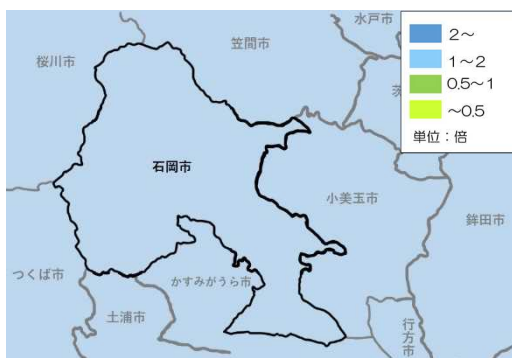 水戸市
笠間市
桜川市
茨
2～
1～2
0.5～1
～0.5
単位：倍
石岡市
小美玉市
鉾田市
つくば市
かすみがうら市
土浦市
行方市